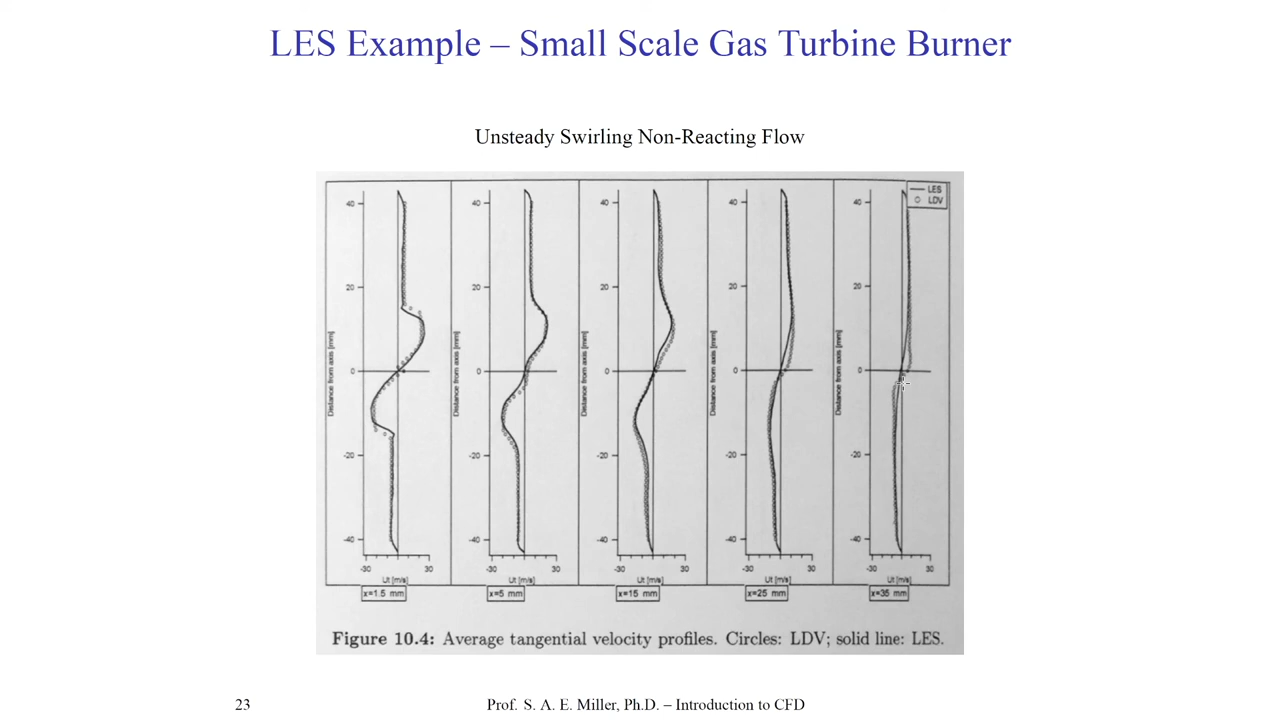 LES Example – Small Scale Gas Turbine Burner
Unsteady Swirling Non-Reacting Flow
LES
LDV
40
20
0
-20
-40
Distance from axis [mm]
-30
30
Ut [m/s]
x=1.5 mm
40
20
0
-20
-40
Distance from axis [mm]
-30
30
Ut [m/s]
x=5 mm
40
20
0
-20
-40
Distance from axis [mm]
-30
30
Ut [m/s]
x=15 mm
40
20
0
-20
-40
Distance from axis [mm]
-30
30
Ut [m/s]
x=25 mm
40
20
0
-20
-40
Distance from axis [mm]
-30
30
Ut [m/s]
x=35 mm
Figure 10.4: Average tangential velocity profiles. Circles: LDV; solid line: LES.
23
Prof. S. A. E. Miller, Ph.D. – Introduction to CFD